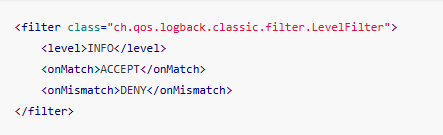 <filter class="ch.qos.logback.classic.filter.LevelFilter">
    <level>INFO</level>
    <onMatch>ACCEPT</onMatch>
    <onMismatch>DENY</onMismatch>
</filter>